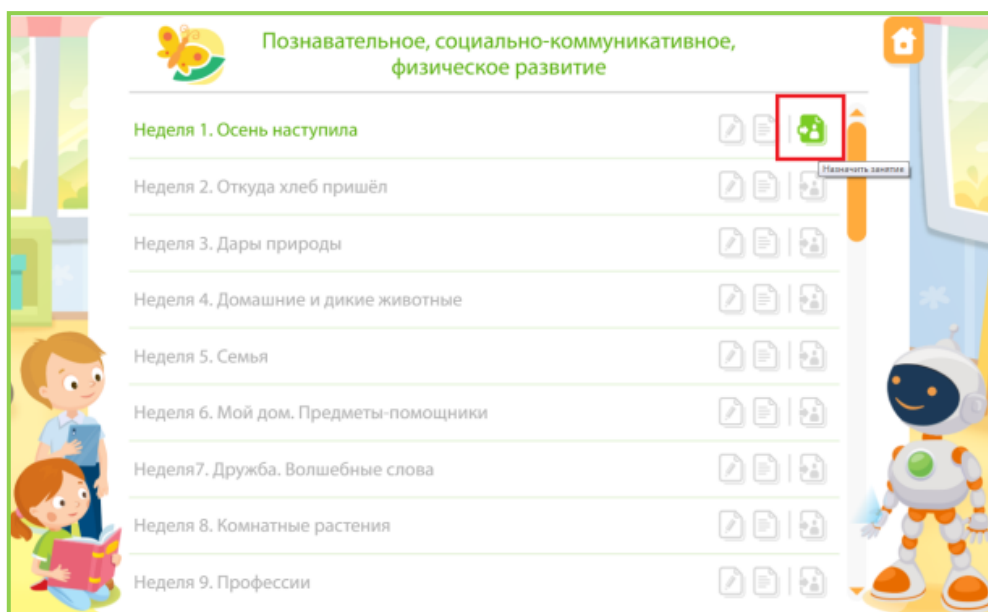 Познавательное, социально-коммуникативное,
физическое развитие
Неделя 1. Осень наступила
Назначить занятия
Неделя 2. Откуда хлеб пришёл
Неделя 3. Дары природы
Неделя 4. Домашние и дикие животные
Неделя 5. Семья
Неделя 6. Мой дом. Предметы-помощники
Неделя7. Дружба. Волшебные слова
Неделя 8. Комнатные растения
Неделя 9. Профессии